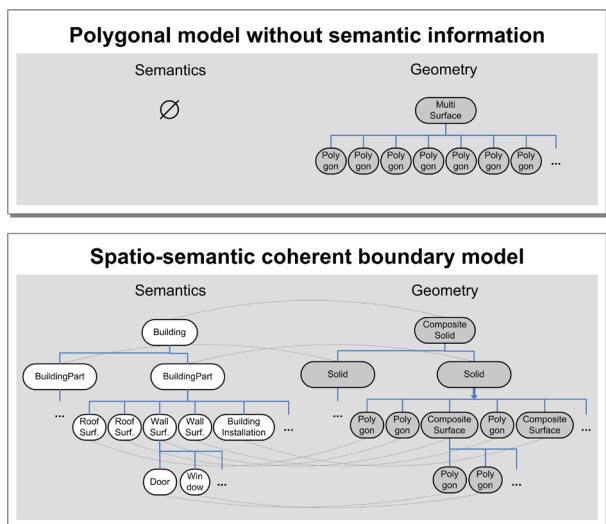 Polygonal model without semantic information
Semantics
Geometry
∅
Multi
Surface
Poly
gon
Poly
gon
Poly
gon
Poly
gon
Poly
gon
Poly
gon
Poly
gon
...
Spatio-semantic coherent boundary model
Semantics
Geometry
Building
Composite
Solid
BuildingPart
BuildingPart
Solid
Solid
...
Roof
Surf.
Roof
Surf.
Wall
Surf.
Wall
Surf.
Building
Installation
...
...
Poly
gon
Poly
gon
Composite
Surface
Poly
gon
Composite
Surface
...
Door
Win
dow
...
Poly
gon
Poly
gon
...